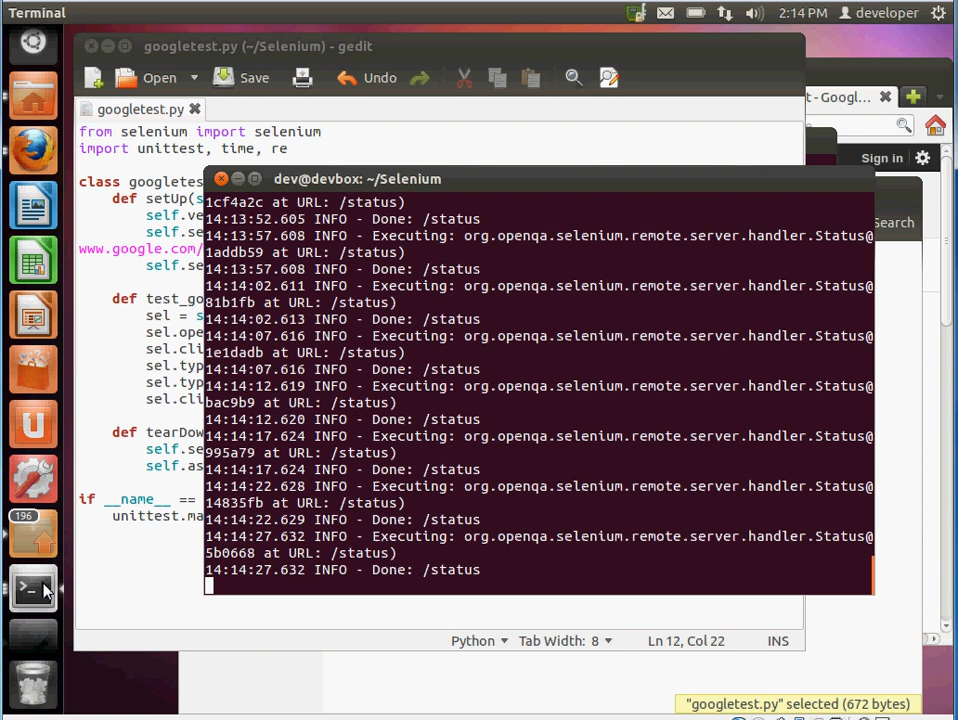 Terminal
2:14 PM
developer
googletest.py (~/Selenium) - gedit
Open
Save
Undo
t - Googl...
googletest.py
from selenium import selenium
import unittest, time, re
Sign in
class googletes
dev@devbox: ~/Selenium
def setUp(s
self.ve
self.se
www.google.com/
self.se
Search
def test_go
sel = s
sel.ope
sel.cli
sel.typ
sel.typ
sel.cli
def tearDow
self.se
self.as
if __name__ ==
unittest.ma
1cf4a2c at URL: /status)
14:13:52.605 INFO - Done: /status
14:13:57.608 INFO - Executing: org.openqa.selenium.remote.server.handler.Status@
1addb59 at URL: /status)
14:13:57.608 INFO - Done: /status
14:14:02.611 INFO - Executing: org.openqa.selenium.remote.server.handler.Status@
81b1fb at URL: /status)
14:14:02.613 INFO - Done: /status
14:14:07.616 INFO - Executing: org.openqa.selenium.remote.server.handler.Status@
1e1dadb at URL: /status)
14:14:07.616 INFO - Done: /status
14:14:12.619 INFO - Executing: org.openqa.selenium.remote.server.handler.Status@
bac9b9 at URL: /status)
14:14:12.620 INFO - Done: /status
14:14:17.624 INFO - Executing: org.openqa.selenium.remote.server.handler.Status@
995a79 at URL: /status)
14:14:17.624 INFO - Done: /status
14:14:22.628 INFO - Executing: org.openqa.selenium.remote.server.handler.Status@
14835fb at URL: /status)
14:14:22.629 INFO - Done: /status
14:14:27.632 INFO - Executing: org.openqa.selenium.remote.server.handler.Status@
5b0668 at URL: /status)
14:14:27.632 INFO - Done: /status
196
Python
Tab Width: 8
Ln 12, Col 22
INS
"googletest.py" selected (672 bytes)